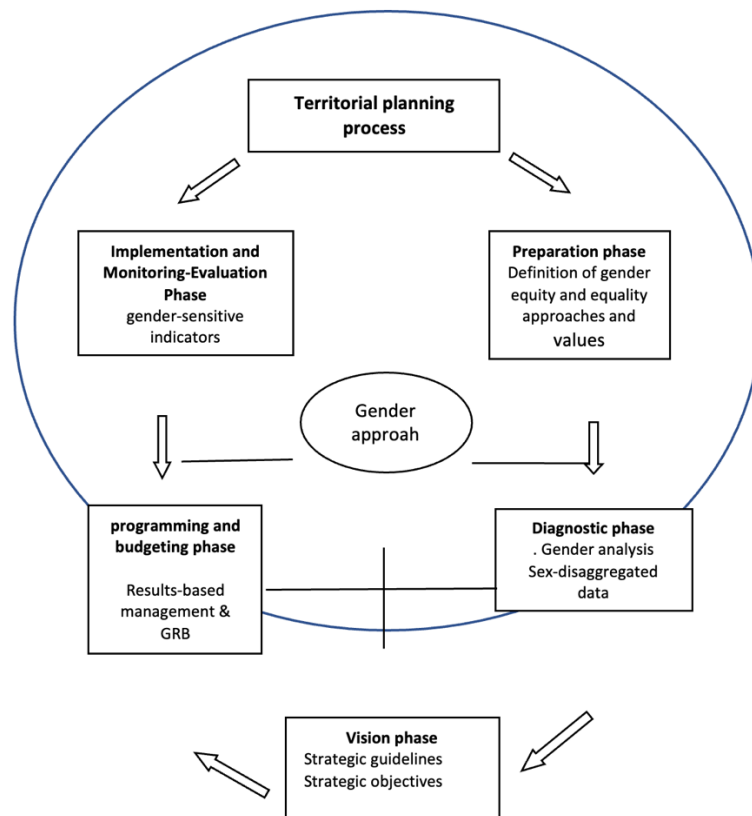 Territorial planning
process
Implementation and
Monitoring-Evaluation
Phase
gender-sensitive
indicators
Preparation phase
Definition of gender
equity and equality
approaches and
values
Gender
approah
programming and
budgeting phase
Results-based
management &
GRB
Diagnostic phase
. Gender analysis
Sex-disaggregated
data
Vision phase
Strategic guidelines
Strategic objectives